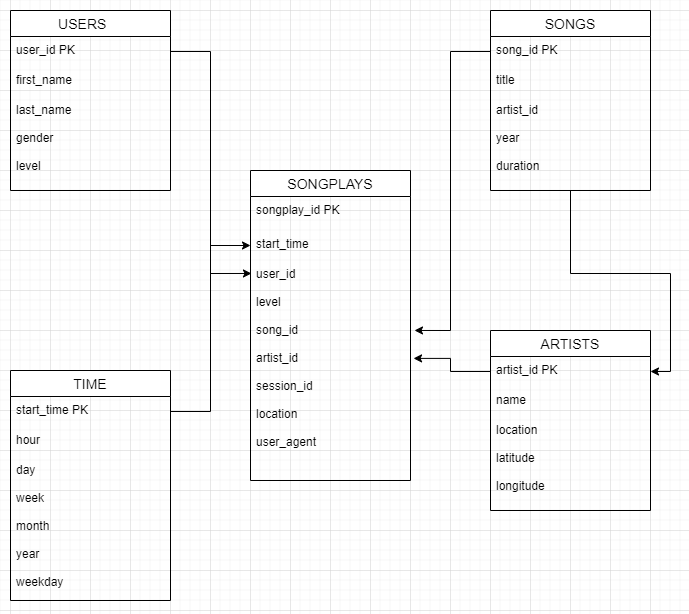 USERS
user_id PK
first_name
last_name
gender
level
SONGS
song_id PK
title
artist_id
year
duration
SONGPLAYS
songplay_id PK
start_time
user_id
level
song_id
artist_id
session_id
location
user_agent
TIME
start_time PK
hour
day
week
month
year
weekday
ARTISTS
artist_id PK
name
location
latitude
longitude